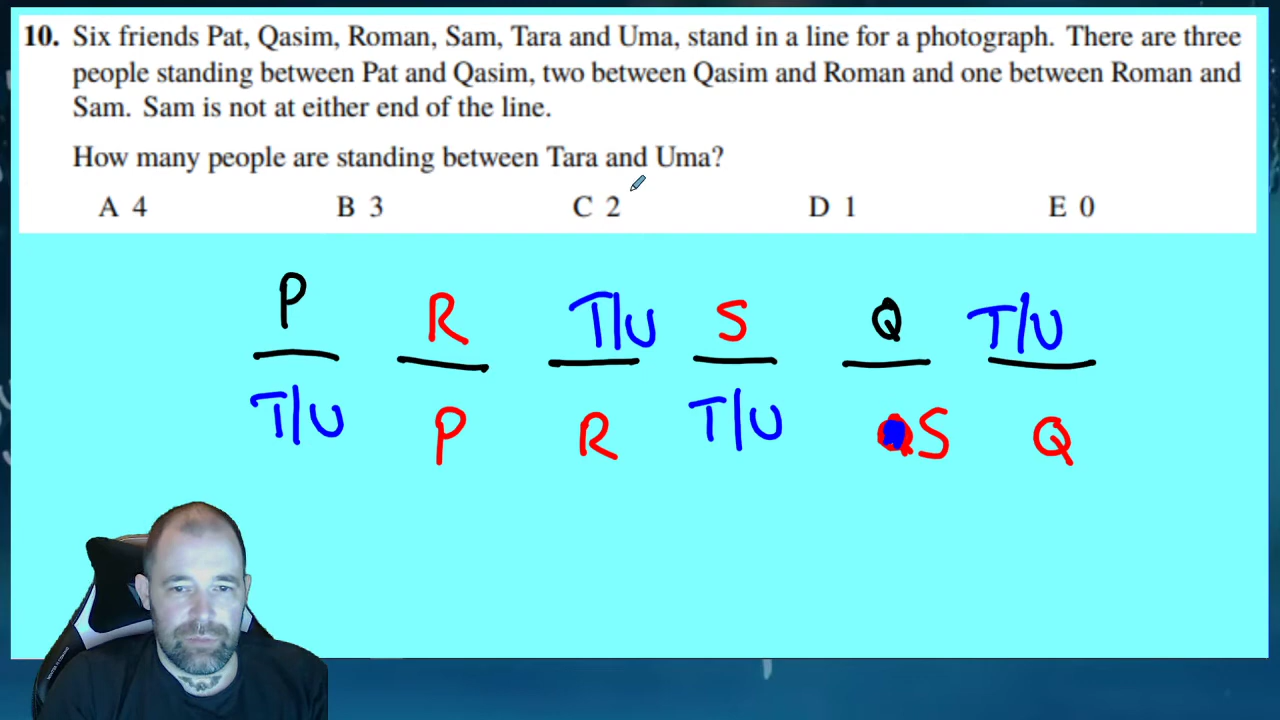 10. Six friends Pat, Qasim, Roman, Sam, Tara and Uma, stand in a line for a photograph. There are three
people standing between Pat and Qasim, two between Qasim and Roman and one between Roman and
Sam. Sam is not at either end of the line.
How many people are standing between Tara and Uma?
A 4 B 3 C 2 D 1 E 0
P R T/U S Q T/U
T/U P R T/U S Q